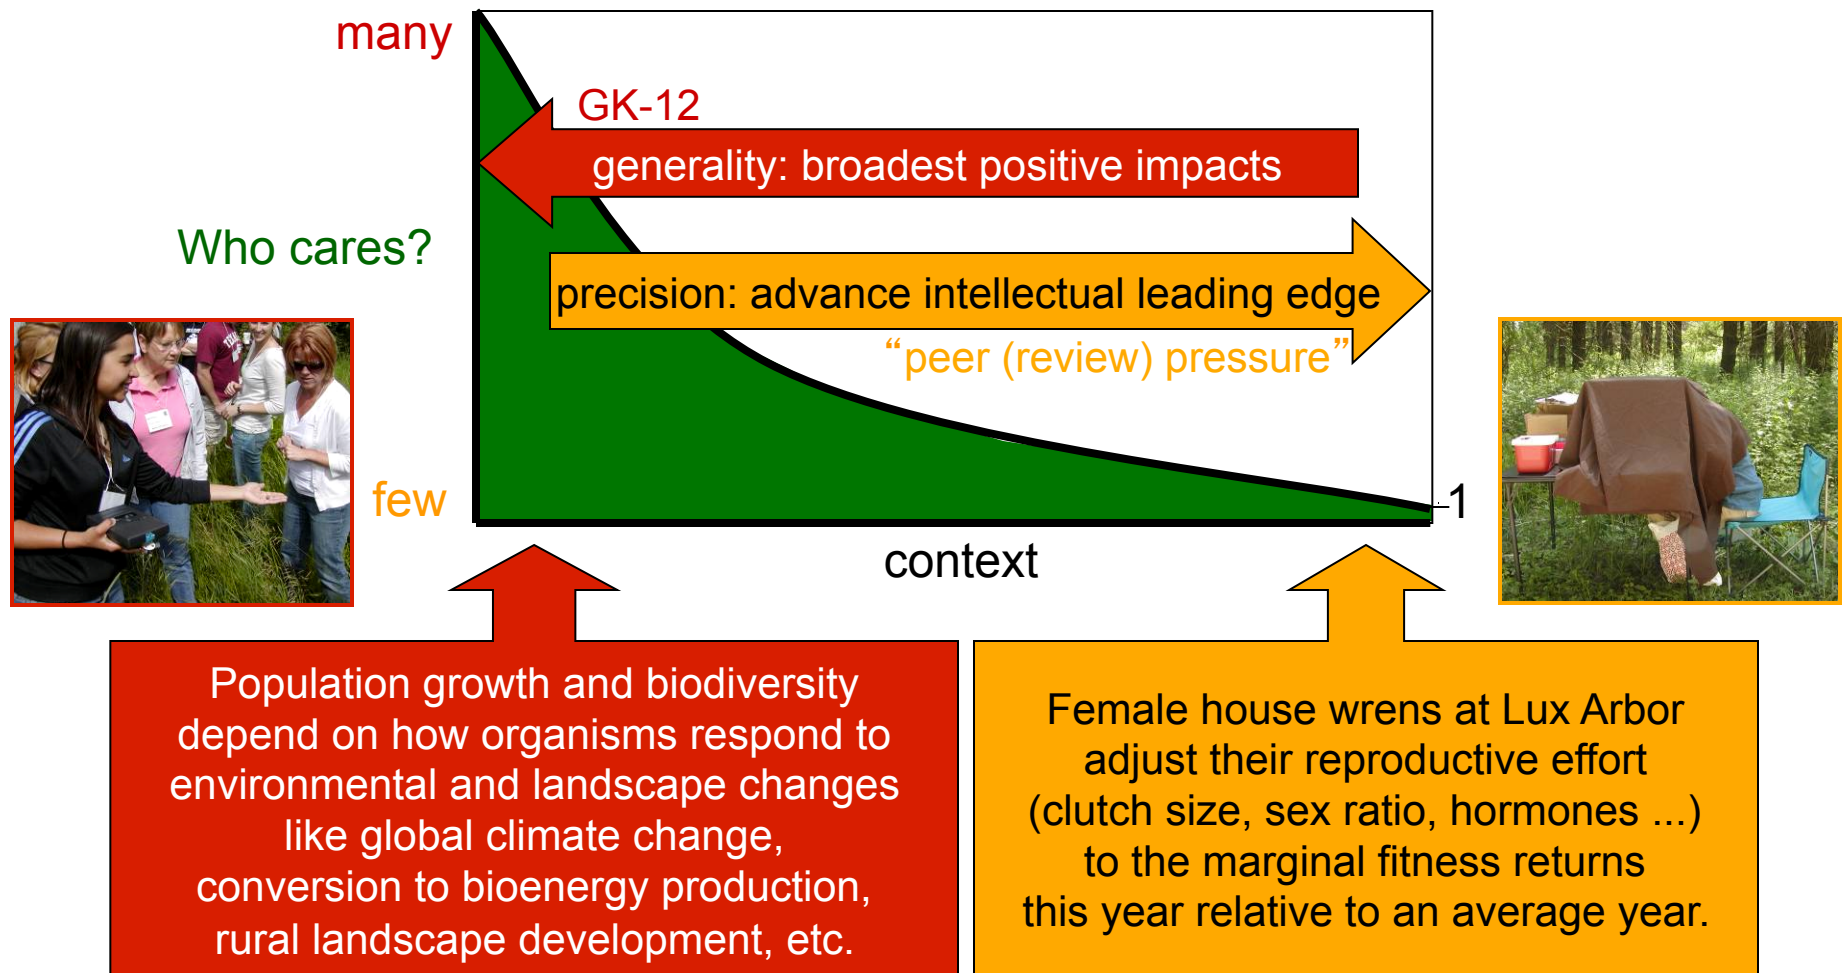 many
GK-12
generality: broadest positive impacts
Who cares?
precision: advance intellectual leading edge
“peer (review) pressure”
few
1
context
Population growth and biodiversity
depend on how organisms respond to
environmental and landscape changes
like global climate change,
conversion to bioenergy production,
rural landscape development, etc.
Female house wrens at Lux Arbor
adjust their reproductive effort
(clutch size, sex ratio, hormones ...)
to the marginal fitness returns
this year relative to an average year.